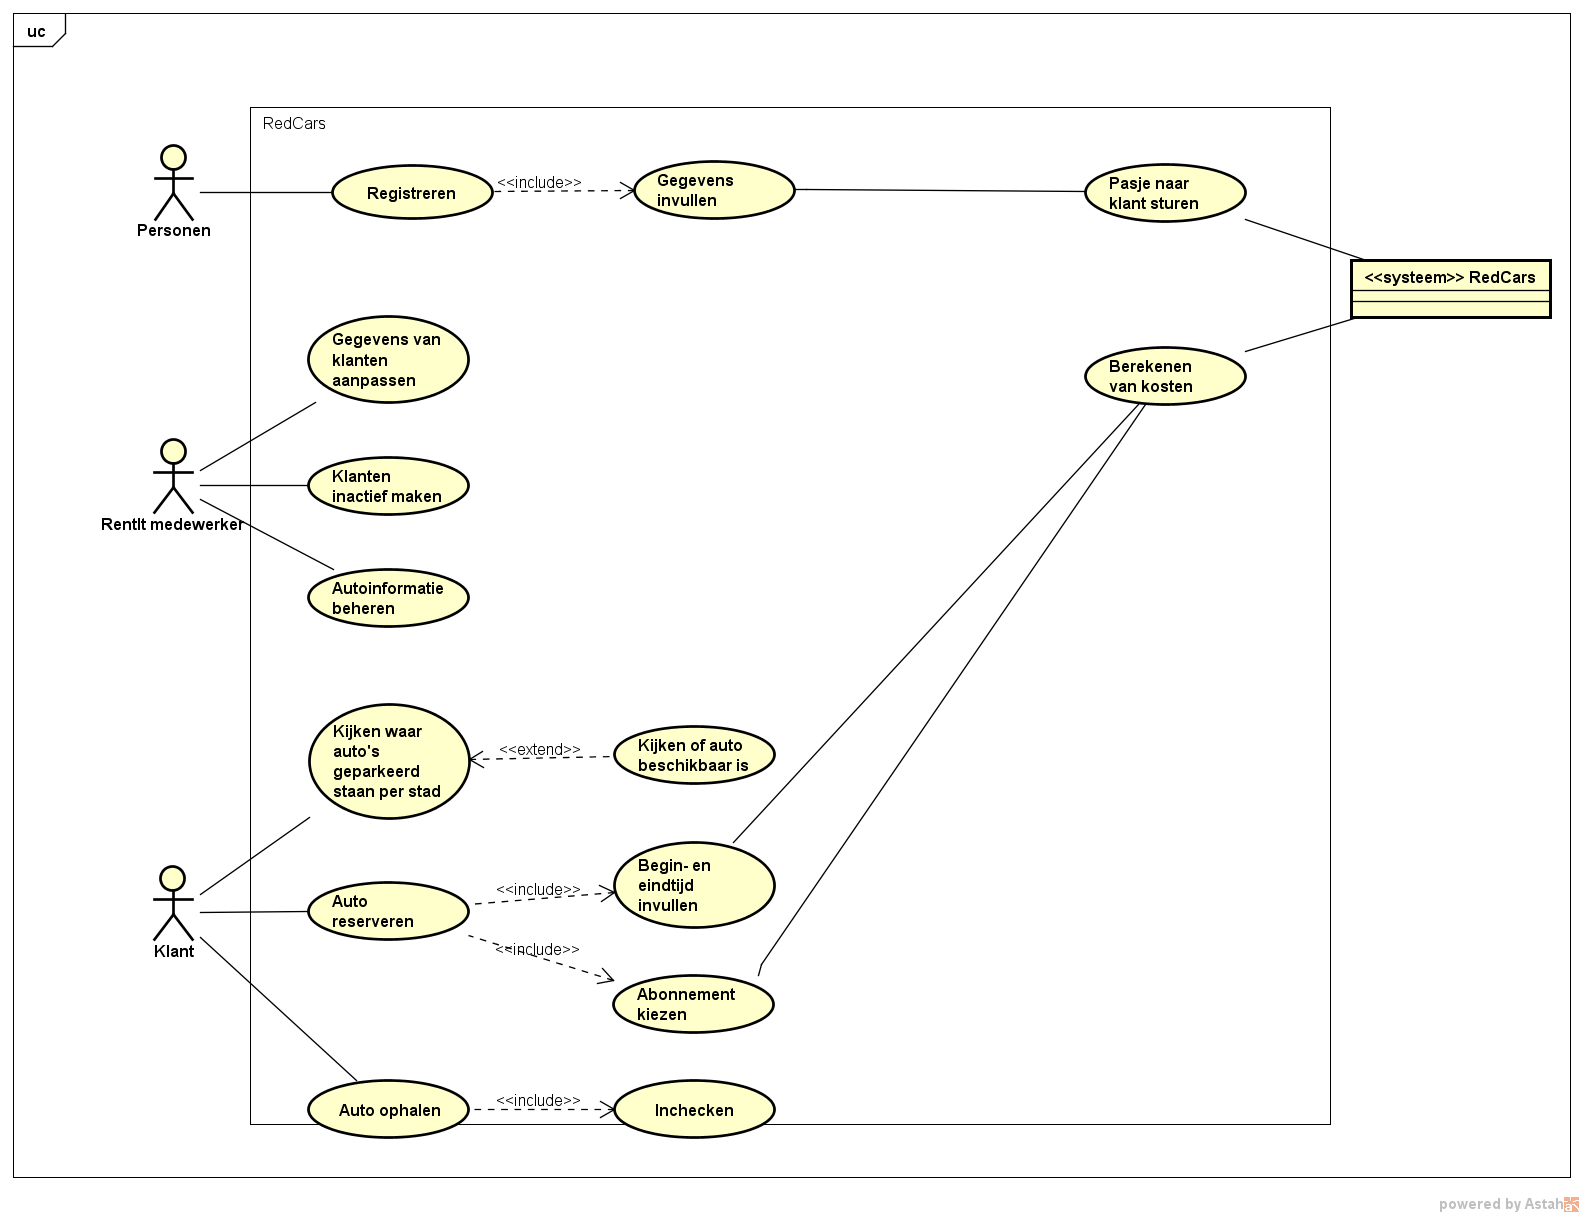 uc
RedCars
Personen
Registreren
<<include>>
Gegevens
invullen
Pasje naar
klant sturen
<<systeem>> RedCars
Gegevens van
klanten
aanpassen
Berekenen
van kosten
RentIt medewerker
Klanten
inactief maken
Autoinformatie
beheren
Kijken waar
auto's
geparkeerd
staan per stad
<<extend>>
Kijken of auto
beschikbaar is
Klant
Auto
reserveren
<<include>>
Begin- en
eindtijd
invullen
<<include>>
Abonnement
kiezen
Auto ophalen
<<include>>
Inchecken
powered by Astah